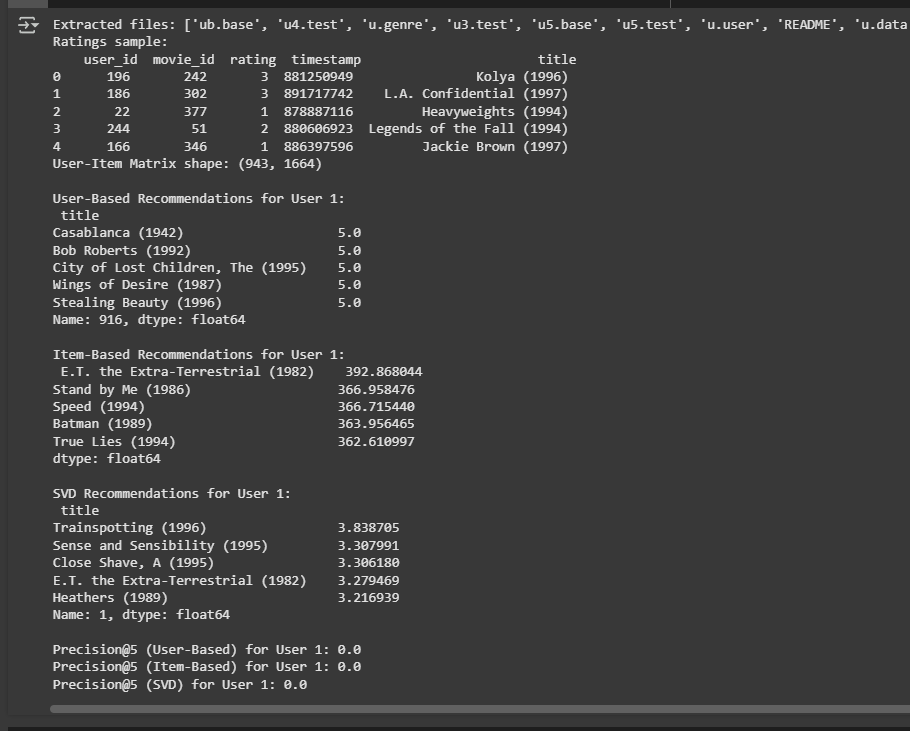 Extracted files: ['ub.base', 'u4.test', 'u.genre', 'u3.test', 'u5.base', 'u5.test', 'u.user', 'README', 'u.data
Ratings sample:
user_id movie_id rating timestamp title
0 196 242 3 881250949 Kolya (1996)
1 186 302 3 891717742 L.A. Confidential (1997)
2 22 377 1 878887116 Heavyweights (1994)
3 244 51 2 880606923 Legends of the Fall (1994)
4 166 346 1 886397596 Jackie Brown (1997)
User-Item Matrix shape: (943, 1664)
User-Based Recommendations for User 1:
title
Casablanca (1942) 5.0
Bob Roberts (1992) 5.0
City of Lost Children, The (1995) 5.0
Wings of Desire (1987) 5.0
Stealing Beauty (1996) 5.0
Name: 916, dtype: float64
Item-Based Recommendations for User 1:
E.T. the Extra-Terrestrial (1982) 392.868044
Stand by Me (1986) 366.958476
Speed (1994) 366.715440
Batman (1989) 363.956465
True Lies (1994) 362.610997
dtype: float64
SVD Recommendations for User 1:
title
Trainspotting (1996) 3.838705
Sense and Sensibility (1995) 3.307991
Close Shave, A (1995) 3.306180
E.T. the Extra-Terrestrial (1982) 3.279469
Heathers (1989) 3.216939
Name: 1, dtype: float64
Precision@5 (User-Based) for User 1: 0.0
Precision@5 (Item-Based) for User 1: 0.0
Precision@5 (SVD) for User 1: 0.0